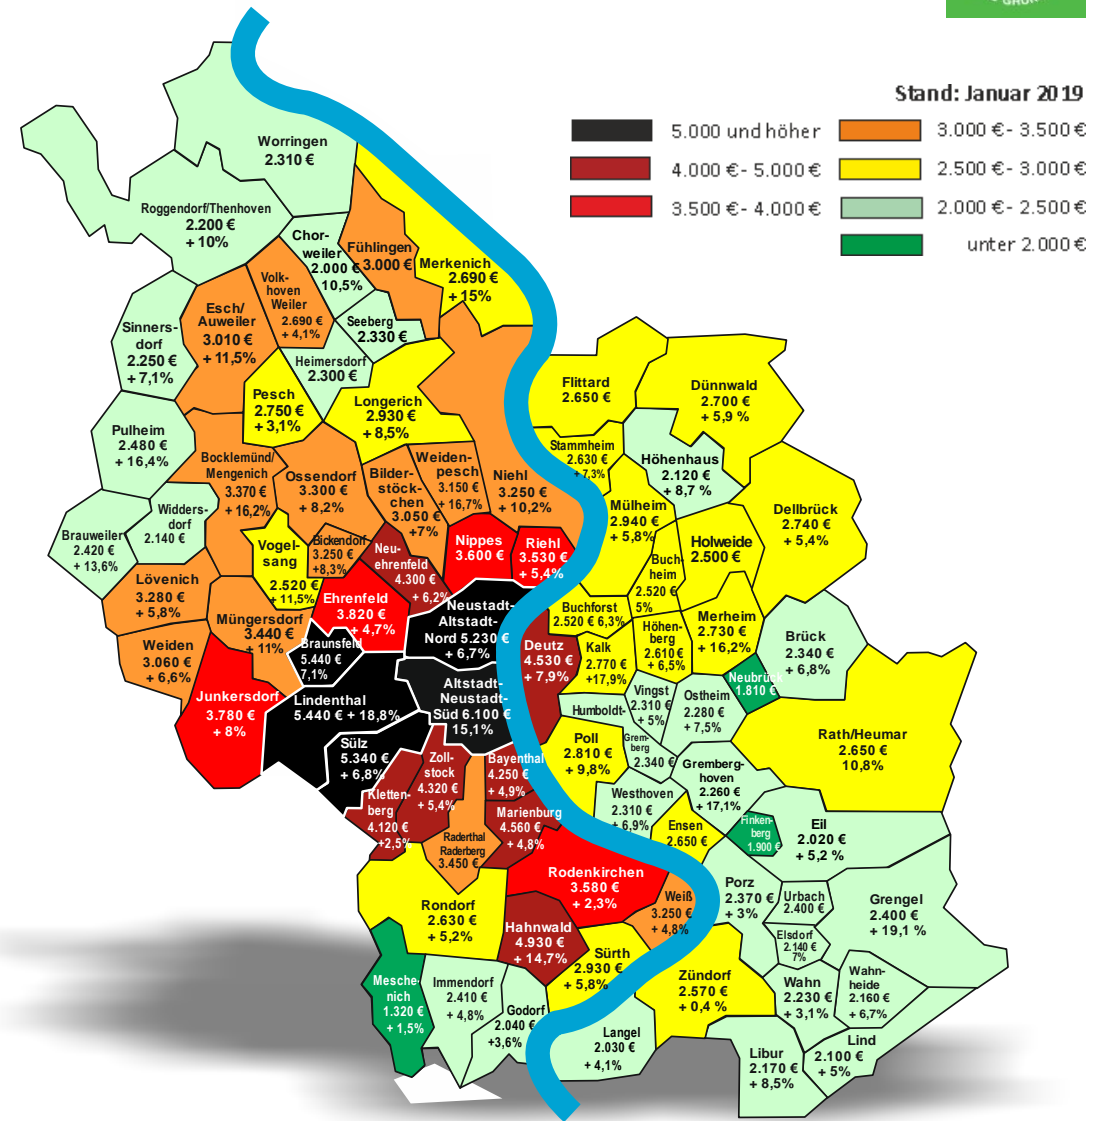 GRÜN
Stand: Januar 2019
5.000 und höher
4.000 €- 5.000 €
3.500 €- 4.000 €
3.000 €- 3.500 €
2.500 €- 3.000 €
2.000 €- 2.500 €
unter 2.000 €
Worringen
2.310 €
Roggendorf/Thenhoven
2.200 €
+ 10%
Chor-
weiler
2.000 €
10,5%
Fühlingen
3.000 €
Merkenich
2.690 €
+ 15%
Volk-
hoven
Weiler
2.690 €
+ 4,1%
Esch/
Auweiler
3.010 €
+ 11,5%
Sinners-
dorf
2.250 €
+ 7,1%
Seeberg
2.330 €
Heimersdorf
2.300 €
Pesch
2.750 €
+ 3,1%
Longerich
2.930 €
+ 8,5%
Pulheim
2.480 €
+ 16,4%
Bocklemünd/
Mengenich
3.370 €
+ 16,2%
Ossendorf
3.300 €
+ 8,2%
Bilder-
stöck-
chen
3.050 €
+7%
Weiden-
pesch
3.150 €
+ 16,7%
Niehl
3.250 €
+ 10,2%
Widders-
dorf
2.140 €
Brauweiler
2.420 €
+ 13,6%
Vogel-
sang
2.520 €
+ 11,5%
Bickendorf
3.250 €
+8,3%
Neu-
ehrenfeld
4.300 €
+ 6,2%
Nippes
3.600 €
Riehl
3.530 €
+ 5,4%
Lövenich
3.280 €
+ 5,8%
Müngersdorf
3.440 €
+ 11%
Ehrenfeld
3.820 €
+ 4,7%
Neustadt-
Altstadt-
Nord 5.230 €
+ 6,7%
Weiden
3.060 €
+ 6,6%
Braunsfeld
5.440 €
7,1%
Junkersdorf
3.780 €
+ 8%
Lindenthal
5.440 € + 18,8%
Altstadt-
Neustadt-
Süd 6.100 €
15,1%
Deutz
4.530 €
+ 7,9%
Sülz
5.340 €
+ 6,8%
Zoll-
stock
4.320 €
+ 5,4%
Bayenthal
4.250 €
+ 4,9%
Kletten-
berg
4.120 €
+2,5%
Marienburg
4.560 €
+ 4,8%
Raderthal
Raderberg
3.450 €
Rodenkirchen
3.580 €
+ 2,3%
Weiß
3.250 €
+ 4,8%
Rondorf
2.630 €
+ 5,2%
Hahnwald
4.930 €
+ 14,7%
Sürth
2.930 €
+ 5,8%
Mesche-
nich
1.320 €
+ 1,5%
Immendorf
2.410 €
+ 4,8%
Godorf
2.040 €
+3,6%
Flittard
2.650 €
Dünnwald
2.700 €
+ 5,9 %
Stammheim
2.630 €
+ 7,3%
Höhenhaus
2.120 €
+ 8,7 %
Mülheim
2.940 €
+ 5,8%
Dellbrück
2.740 €
+ 5,4%
Holweide
2.500 €
Buch-
heim
2.520 €
5%
Buchforst
2.520 € 6,3%
Höhen-
berg
2.610 €
+ 6,5%
Merheim
2.730 €
+ 16,2%
Brück
2.340 €
+ 6,8%
Kalk
2.770 €
+17,9%
Neubrück
1.810 €
Vingst
2.310 €
+ 5%
Ostheim
2.280 €
+ 7,5%
Humboldt-
Grem-
berg
2.340 €
Rath/Heumar
2.650 €
10,8%
Poll
2.810 €
+ 9,8%
Gremberg-
hoven
2.260 €
+ 17,1%
Westhoven
2.310 €
+ 6,9%
Ensen
2.650 €
Finken-
berg
1.900 €
Eil
2.020 €
+ 5,2 %
Porz
2.370 €
+ 3%
Urbach
2.400 €
Grengel
2.400 €
+ 19,1 %
Elsdorf
2.140 €
7%
Zündorf
2.570 €
+ 0,4 %
Wahn
2.230 €
+ 3,1%
Wahn-
heide
2.160 €
+ 6,7%
Langel
2.030 €
+ 4,1%
Libur
2.170 €
+ 8,5%
Lind
2.100 €
+ 5%